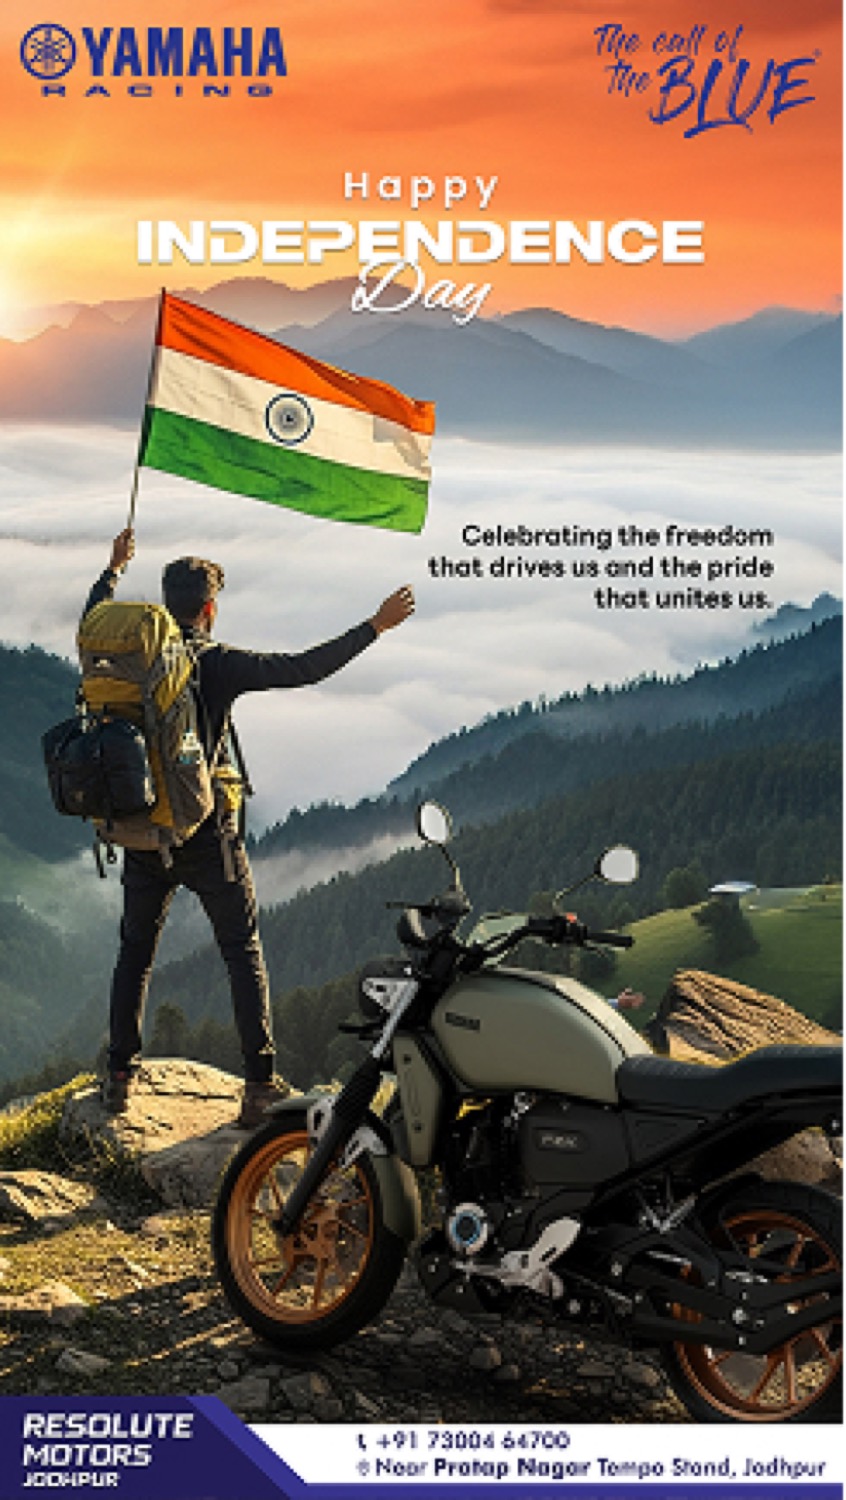 YAMAHA
RACING
The call of
the BLUE
Happy
INDEPENDENCE
Day
Celebrating the freedom
that drives us and the pride
that unites us.
YAMAHA
RESOLUTE
MOTORS
JODHPUR
+91 73004 64700
Near Pratap Nagar Tempo Stand, Jodhpur